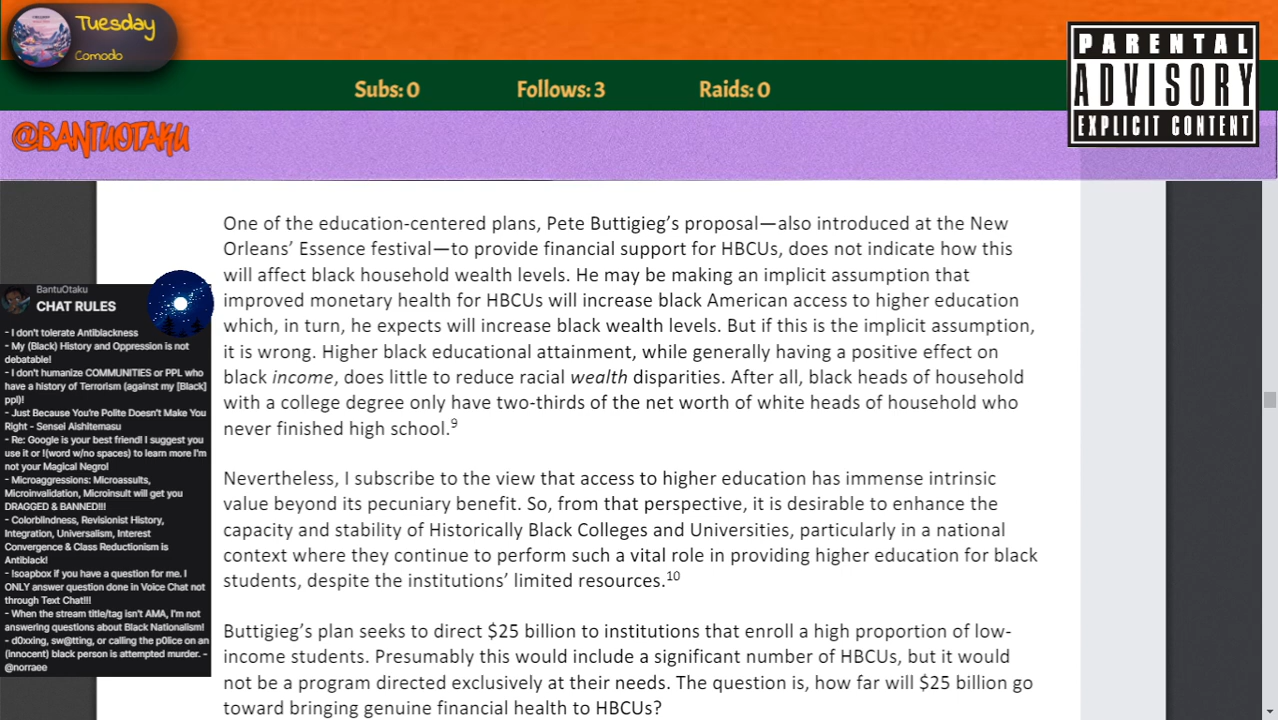 Tuesday
Comodo
PARENTAL
ADVISORY
EXPLICIT CONTENT
Subs: 0
Follows: 3
Raids: 0
@BANTUOTAKU
One of the education-centered plans, Pete Buttigieg's proposal—also introduced at the New
Orleans' Essence festival—to provide financial support for HBCUs, does not indicate how this
will affect black household wealth levels. He may be making an implicit assumption that
improved monetary health for HBCUs will increase black American access to higher education
which, in turn, he expects will increase black wealth levels. But if this is the implicit assumption,
it is wrong. Higher black educational attainment, while generally having a positive effect on
black income, does little to reduce racial wealth disparities. After all, black heads of household
with a college degree only have two-thirds of the net worth of white heads of household who
never finished high school.9
Nevertheless, I subscribe to the view that access to higher education has immense intrinsic
value beyond its pecuniary benefit. So, from that perspective, it is desirable to enhance the
capacity and stability of Historically Black Colleges and Universities, particularly in a national
context where they continue to perform such a vital role in providing higher education for black
students, despite the institutions' limited resources.10
Buttigieg's plan seeks to direct $25 billion to institutions that enroll a high proportion of low-
income students. Presumably this would include a significant number of HBCUs, but it would
not be a program directed exclusively at their needs. The question is, how far will $25 billion go
toward bringing genuine financial health to HBCUs?
BantuOtaku
CHAT RULES
- I don't tolerate Antiblackness
- My (Black) History and Oppression is not
debatable!
- I don't humanize COMMUNITIES or PPL who
have a history of Terrorism (against my [Black]
ppl)!
- Just Because You're Polite Doesn't Make You
Right - Sensei Aishitemasu
- Re: Google is your best friend! I suggest you
use it or !(word w/no spaces) to learn more I'm
not your Magical Negro!
- Microaggressions: Microassults,
Microinvalidation, Microinsult will get you
DRAGGED & BANNED!!!
- Colorblindness, Revisionist History,
Integration, Universalism, Interest
Convergence & Class Reductionism is
Antiblack!
- !soapbox if you have a question for me. I
ONLY answer question done in Voice Chat not
through Text Chat!!!
- When the stream title/tag isn't AMA, I'm not
answering questions about Black Nationalism!
- d0xxing, sw@tting, or calling the p0lice on an
(innocent) black person is attempted murder. -
@norraee